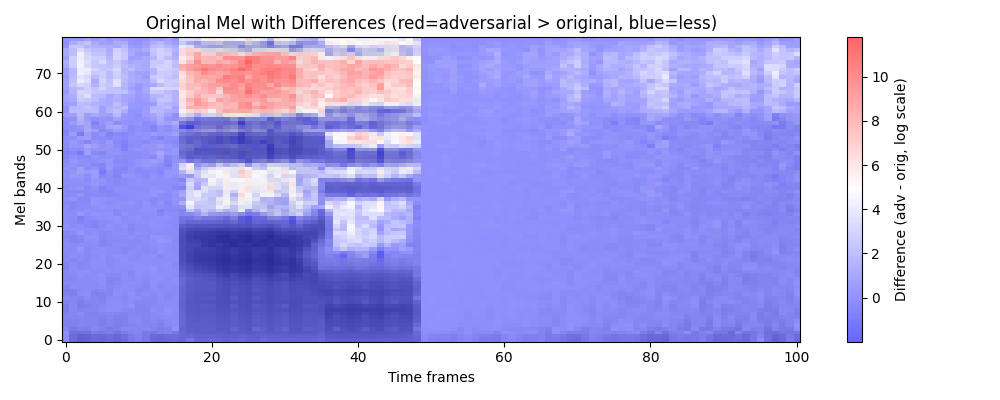 Original Mel with Differences (red=adversarial > original, blue=less)
Mel bands
70
60
50
40
30
20
10
0
0 20 40 60 80 100
Time frames
10
8
6
4
2
0
Difference (adv - orig, log scale)